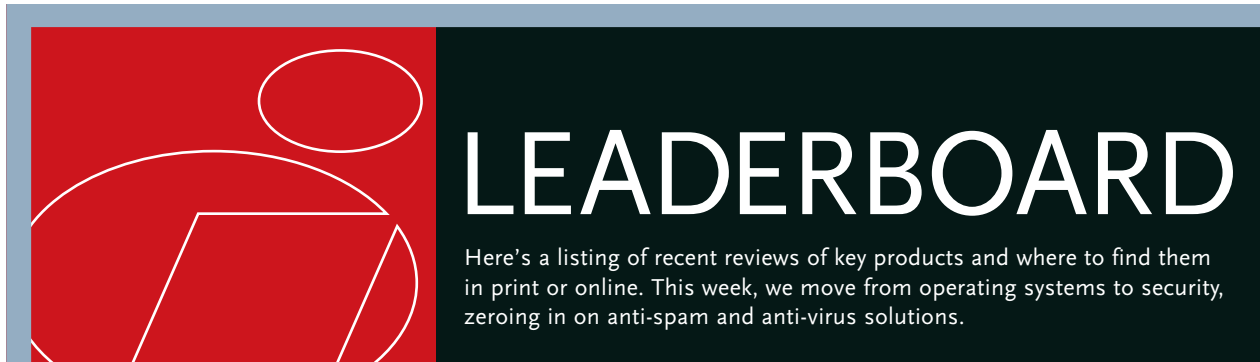 LEADERBOARD
Here’s a listing of recent reviews of key products and where to find them
in print or online. This week, we move from operating systems to security,
zeroing in on anti-spam and anti-virus solutions.